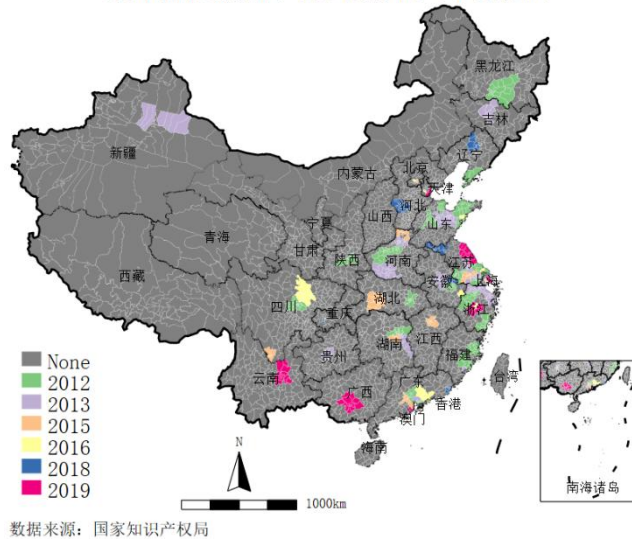 黑龙江
吉林
辽宁
新疆
内蒙古
北京
天津
河北
山西
山东
宁夏
青海
甘肃
陕西
河南
江苏
西藏
安徽
上海
四川
湖北
重庆
浙江
湖南
江西
贵州
福建
云南
广西
广东
台湾
香港
澳门
海南
None
2012
2013
2015
2016
2018
2019
N
1000km
南海诸岛
数据来源：国家知识产权局